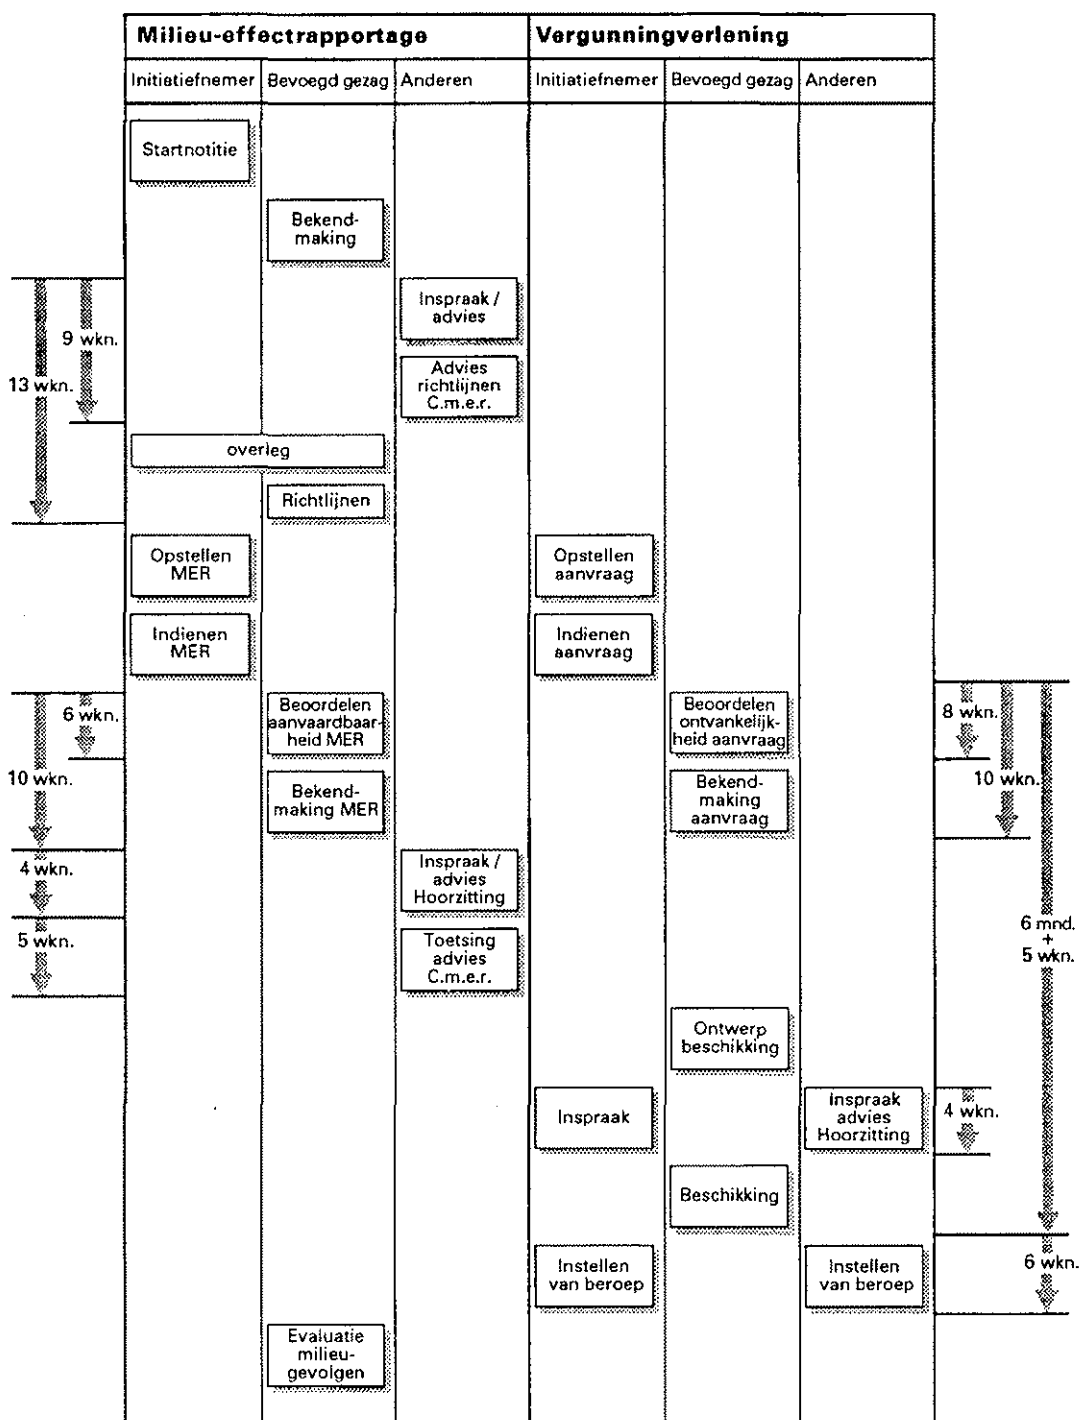 Milieu-effectrapportage
Vergunningverlening
Initiatiefnemer
Bevoegd gezag
Anderen
Initiatiefnemer
Bevoegd gezag
Anderen
Startnotitie
Bekend-
making
Inspraak /
advies
9 wkn.
13 wkn.
Advies
richtlijnen
C.m.e.r.
overleg
Richtlijnen
Opstellen
MER
Opstellen
aanvraag
Indienen
MER
Indienen
aanvraag
6 wkn.
Beoordelen
aanvaardbaar-
heid MER
Beoordelen
ontvankelijk-
heid aanvraag
8 wkn.
10 wkn.
Bekend-
making MER
Bekend-
making
aanvraag
10 wkn.
4 wkn.
Inspraak /
advies
Hoorzitting
5 wkn.
Toetsing
advies
C.m.e.r.
6 mnd.
+
5 wkn.
Ontwerp
beschikking
Inspraak
Inspraak
advies
Hoorzitting
4 wkn.
Beschikking
Instellen
van beroep
Instellen
van beroep
6 wkn.
Evaluatie
milieu-
gevolgen